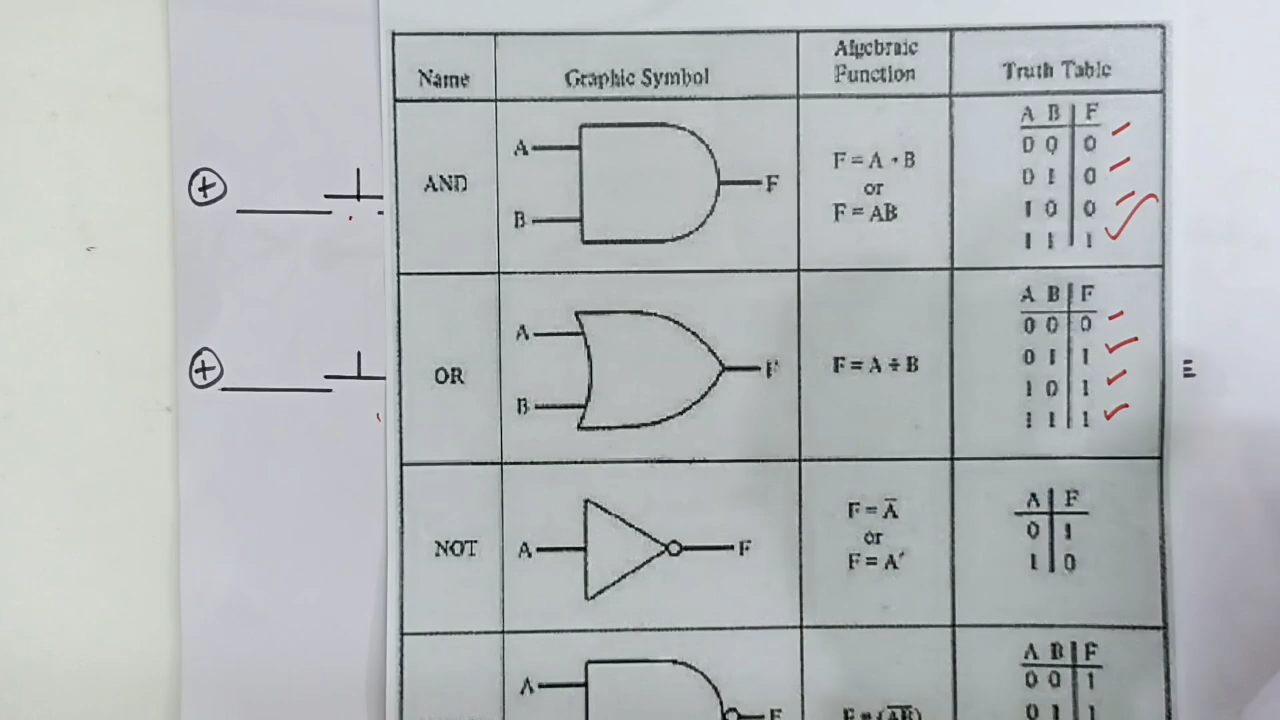 Name Graphic Symbol Algebraic Function Truth Table
AND
A
B
F
F = A • B
or
F = AB
A B F
0 0 0
0 1 0
1 0 0
1 1 1
OR
A
B
F
F = A + B
A B F
0 0 0
0 1 1
1 0 1
1 1 1
NOT
A
F
F = A̅
or
F = A'
A F
0 1
1 0
A
F
F = (A̅B̅)
A B F
0 0 1
0 1 1